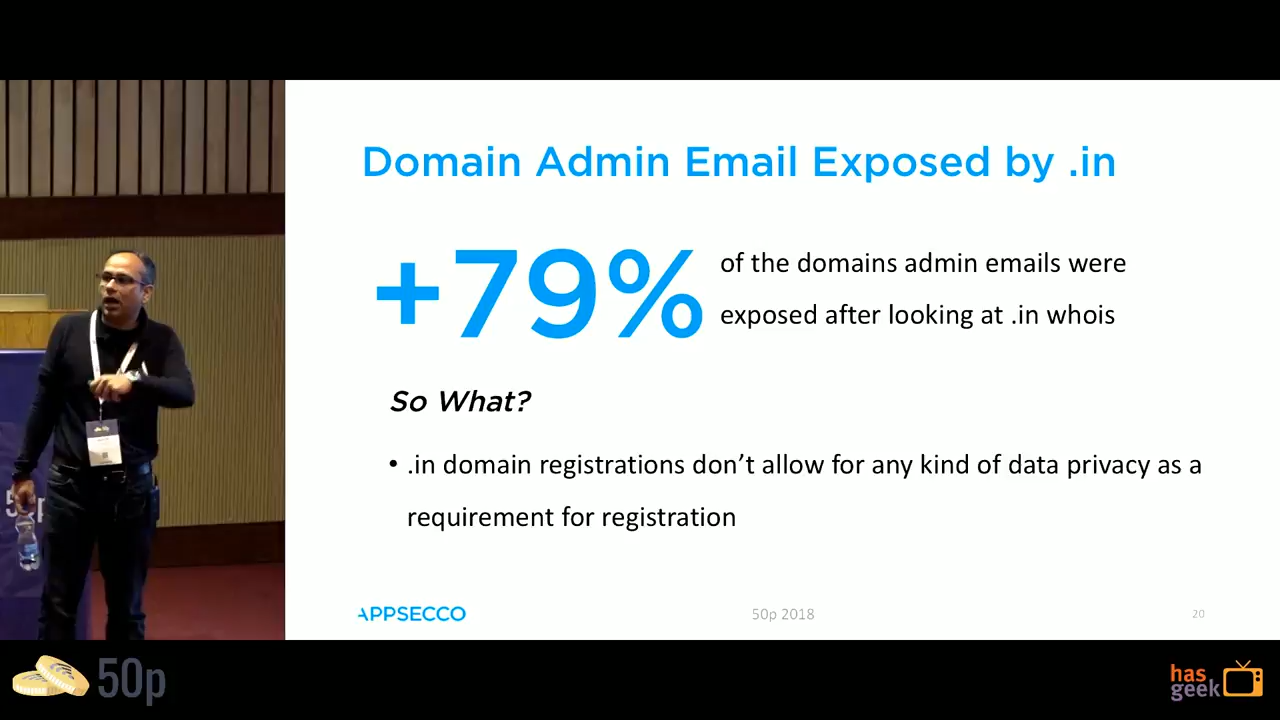 Domain Admin Email Exposed by .in
+79%
of the domains admin emails were
exposed after looking at .in whois
So What?
• .in domain registrations don’t allow for any kind of data privacy as a
requirement for registration
APPSECCO
50p 2018
20
50p
has
geek